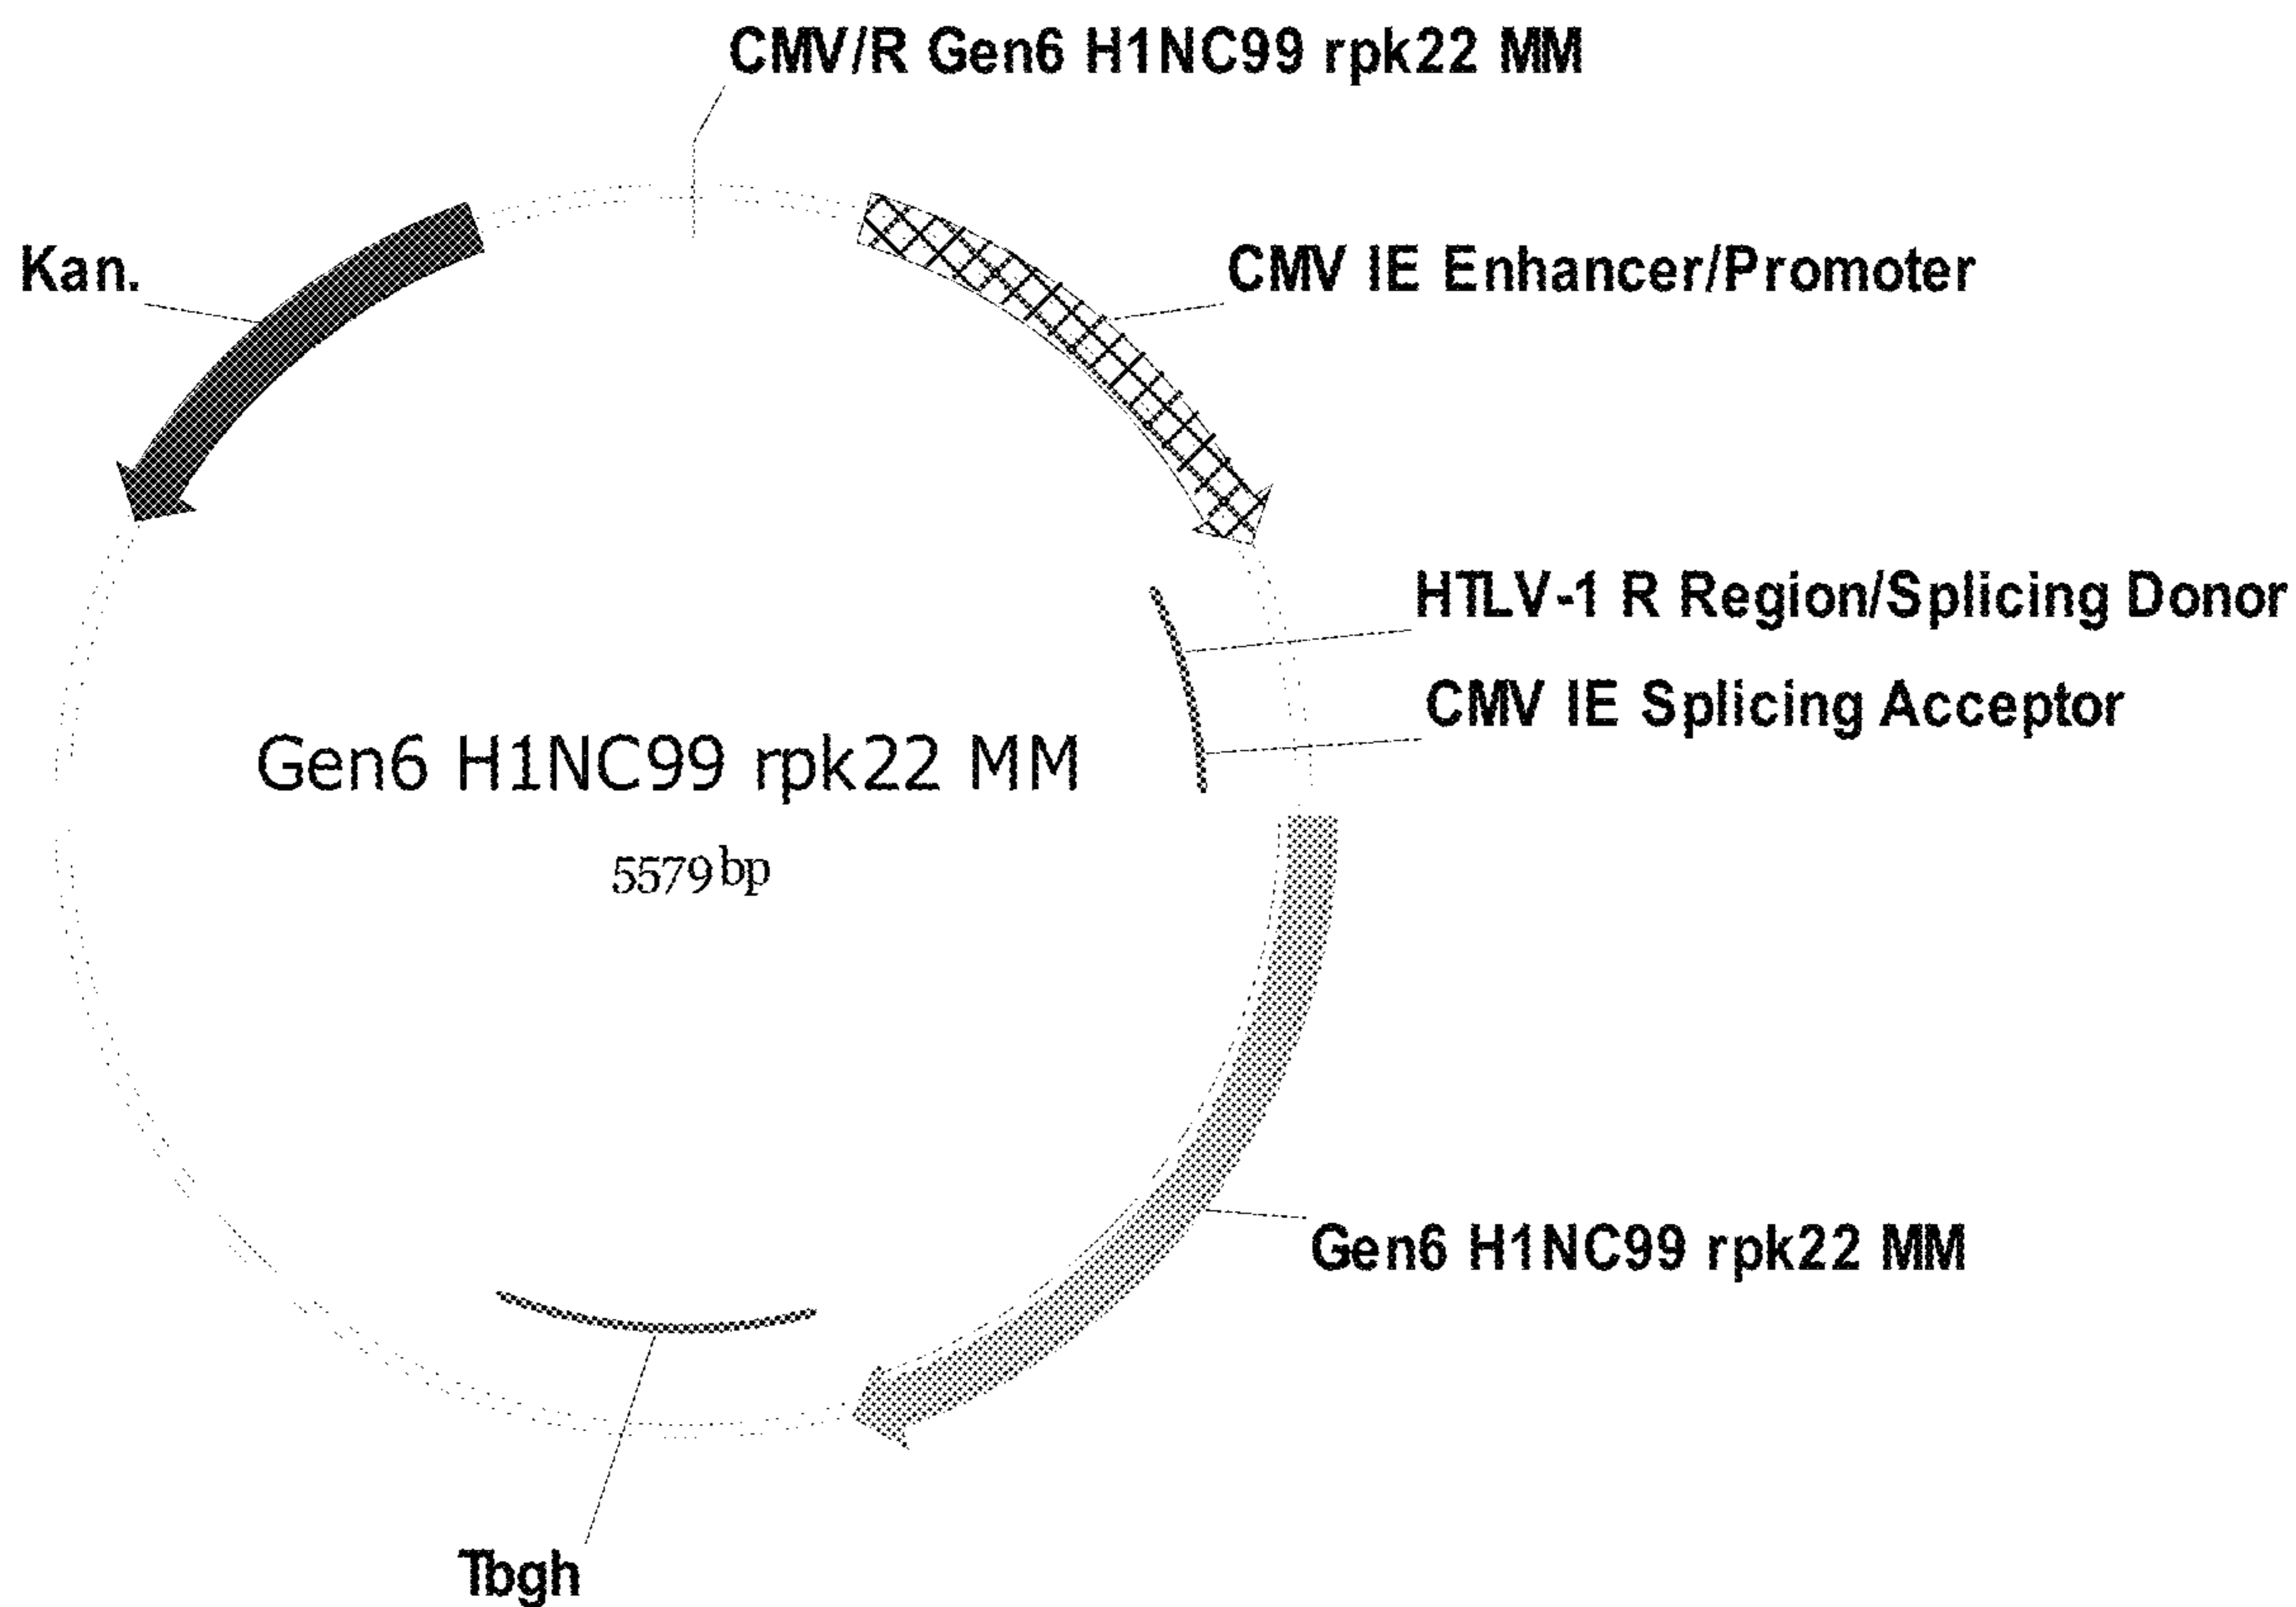 CMV/R Gen6 H1NC99 rpk22 MM
Kan.
CMV IE Enhancer/Promoter
HTLV-1 R Region/Splicing Donor
CMV IE Splicing Acceptor
Gen6 H1NC99 rpk22 MM
5579bp
Gen6 H1NC99 rpk22 MM
Tbgh